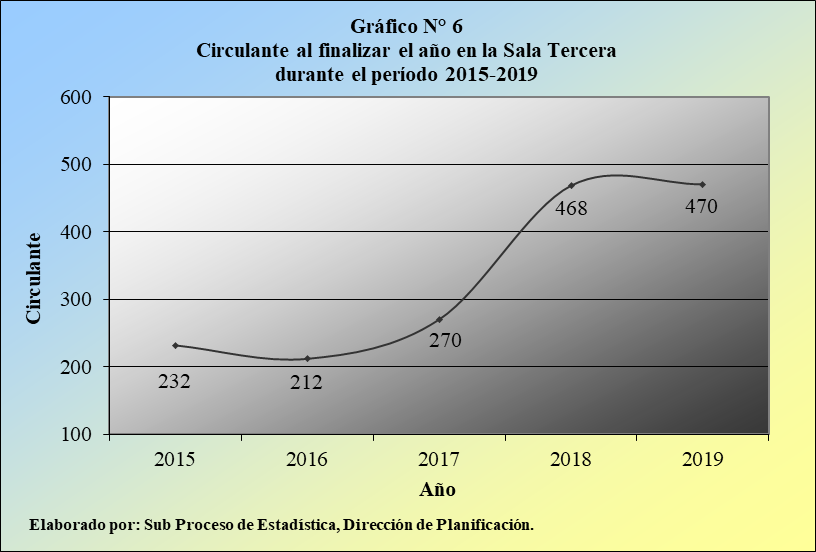 Gráfico N° 6
Circulante al finalizar el año en la Sala Tercera
durante el período 2015-2019
600
500
400
300
200
100
Circulante
232
212
270
468
470
2015 2016 2017 2018 2019
Año
Elaborado por: Sub Proceso de Estadística, Dirección de Planificación.